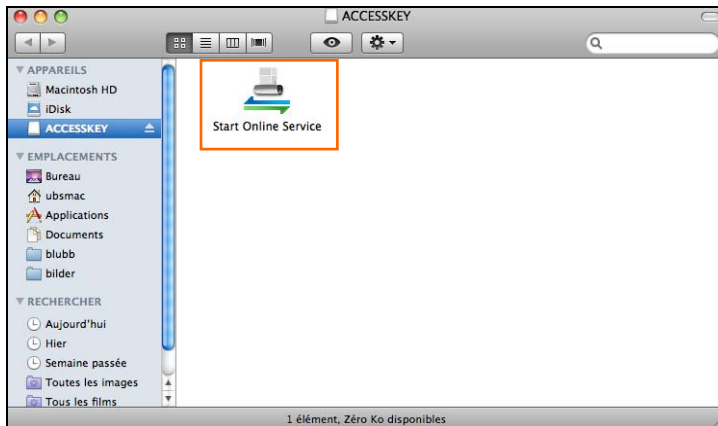 ACCESSKEY
APPAREILS
Macintosh HD
iDisk
ACCESSKEY
EMPLACEMENTS
Bureau
ubsmac
Applications
Documents
blubb
bilder
RECHERCHER
Aujourd'hui
Hier
Semaine passée
Toutes les images
Tous les films
Start Online Service
1 élément, Zéro Ko disponibles